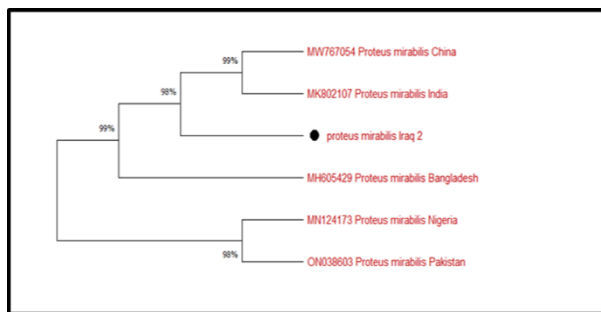 99%
MW767054 Proteus mirabilis China
98%
MK802107 Proteus mirabilis India
99%
proteus mirabilis Iraq 2
MH605429 Proteus mirabilis Bangladesh
MN124173 Proteus mirabilis Nigeria
98%
ON038603 Proteus mirabilis Pakistan